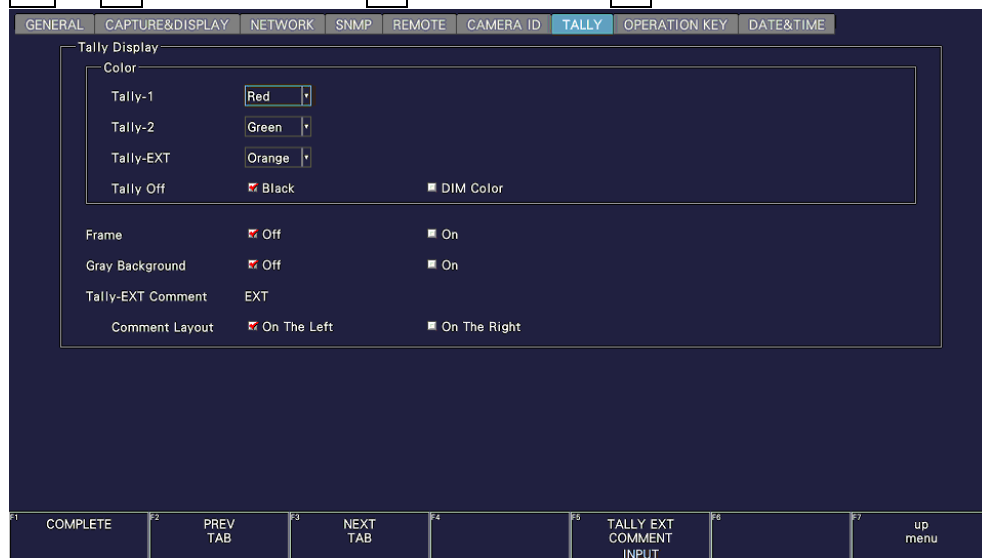 GENERAL CAPTURE&DISPLAY NETWORK SNMP REMOTE CAMERA ID TALLY OPERATION KEY DATE&TIME
Tally Display
Color
Tally-1 Red
Tally-2 Green
Tally-EXT Orange
Tally Off Black DIM Color
Frame Off On
Gray Background Off On
Tally-EXT Comment EXT
Comment Layout On The Left On The Right
F1 COMPLETE F2 PREV TAB F3 NEXT TAB F4 F5 TALLY EXT COMMENT INPUT F6 F7 up menu